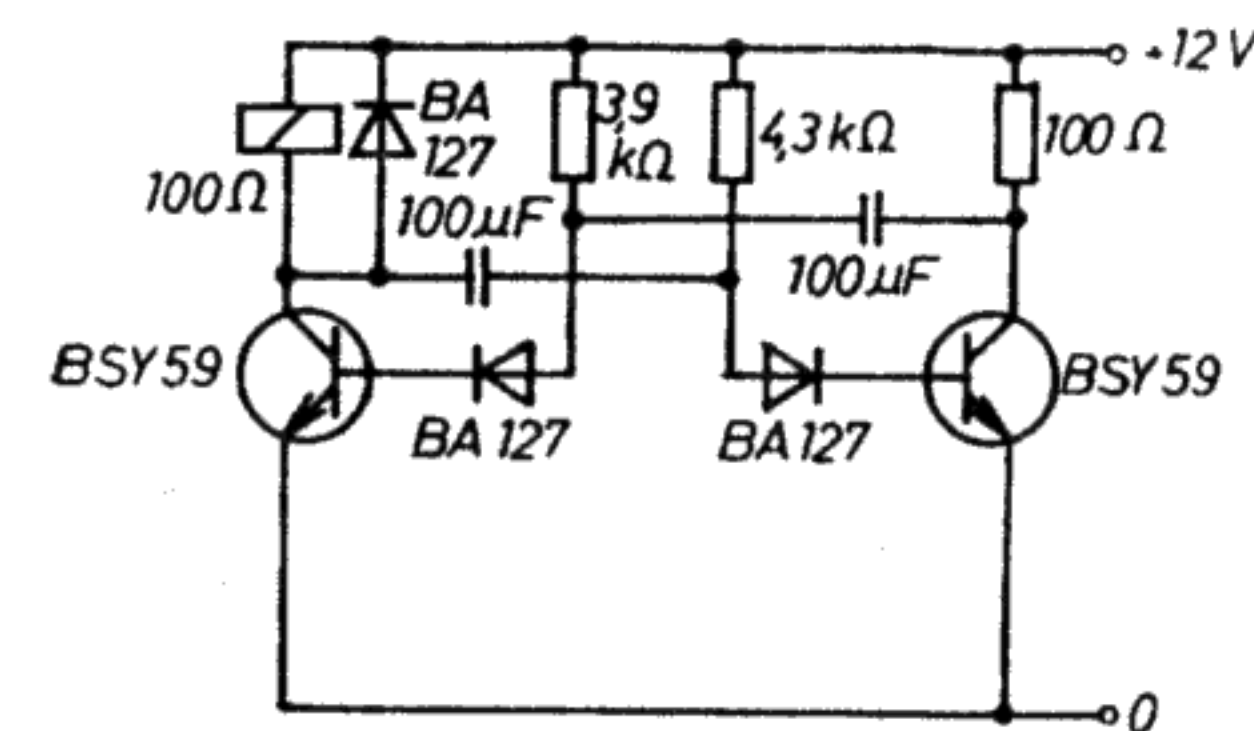 +12 V
BA
127
3,9
kΩ
4,3 kΩ
100 Ω
100 Ω
100 µF
100 µF
BSY 59
BSY 59
BA 127
BA 127
0